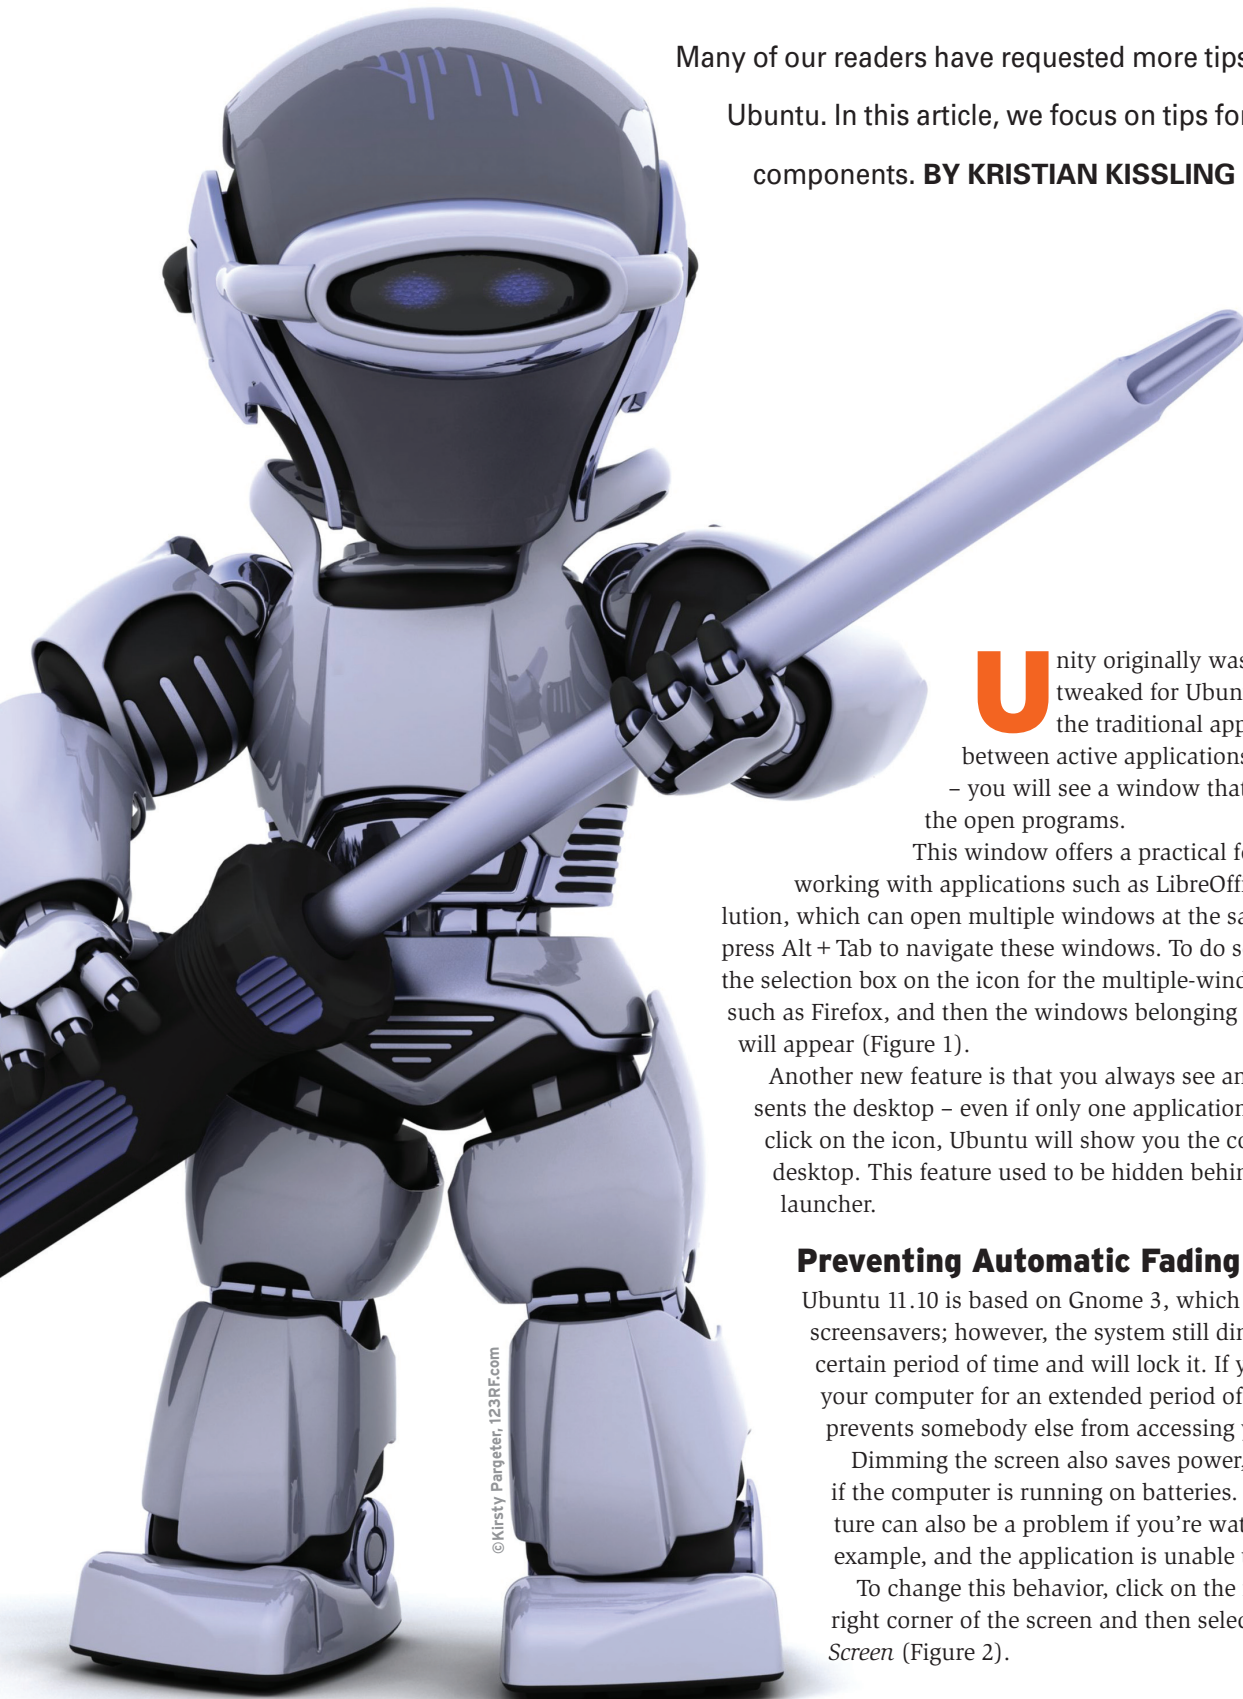 Many of our readers have requested more tips
Ubuntu. In this article, we focus on tips for
components. BY KRISTIAN KISSLING
Unity originally was
tweaked for Ubun
the traditional app
between active applications
– you will see a window that
the open programs.
This window offers a practical fe
working with applications such as LibreOffi
lution, which can open multiple windows at the sa
press Alt + Tab to navigate these windows. To do so
the selection box on the icon for the multiple-wind
such as Firefox, and then the windows belonging
will appear (Figure 1).
Another new feature is that you always see an
sents the desktop – even if only one application
click on the icon, Ubuntu will show you the co
desktop. This feature used to be hidden behin
launcher.
Preventing Automatic Fading
Ubuntu 11.10 is based on Gnome 3, which
screensavers; however, the system still dim
certain period of time and will lock it. If y
your computer for an extended period of
prevents somebody else from accessing
Dimming the screen also saves power,
if the computer is running on batteries.
ture can also be a problem if you're wat
example, and the application is unable
To change this behavior, click on the
right corner of the screen and then selec
Screen (Figure 2).
©Kirsty Pargeter, 123RF.com